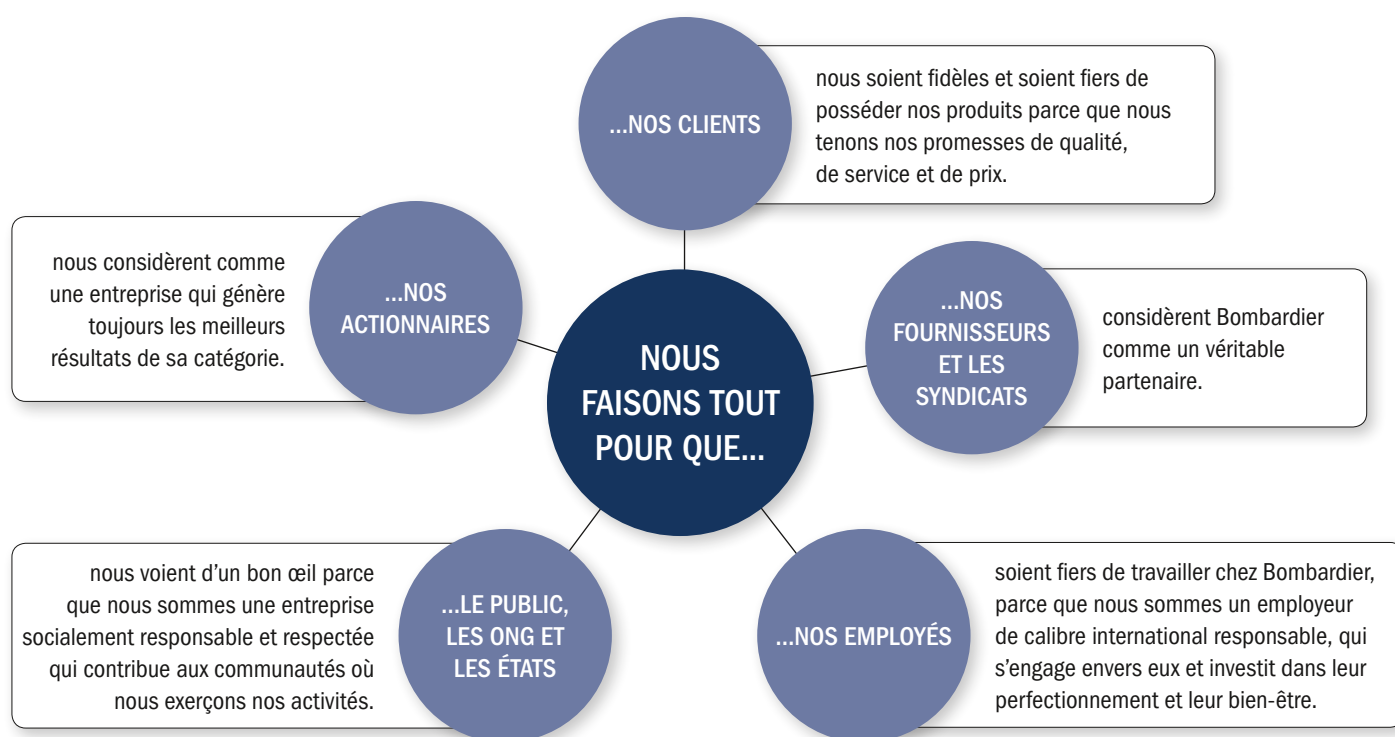 NOUS
FAISONS TOUT
POUR QUE...
...NOS CLIENTS
nous soient fidèles et soient fiers de
posséder nos produits parce que nous
tenons nos promesses de qualité,
de service et de prix.
...NOS
FOURNISSEURS
ET LES
SYNDICATS
considèrent Bombardier
comme un véritable
partenaire.
...NOS EMPLOYÉS
soient fiers de travailler chez Bombardier,
parce que nous sommes un employeur
de calibre international responsable, qui
s’engage envers eux et investit dans leur
perfectionnement et leur bien-être.
...LE PUBLIC,
LES ONG ET
LES ÉTATS
nous voient d’un bon œil parce
que nous sommes une entreprise
socialement responsable et respectée
qui contribue aux communautés où
nous exerçons nos activités.
...NOS
ACTIONNAIRES
nous considèrent comme
une entreprise qui génère
toujours les meilleurs
résultats de sa catégorie.